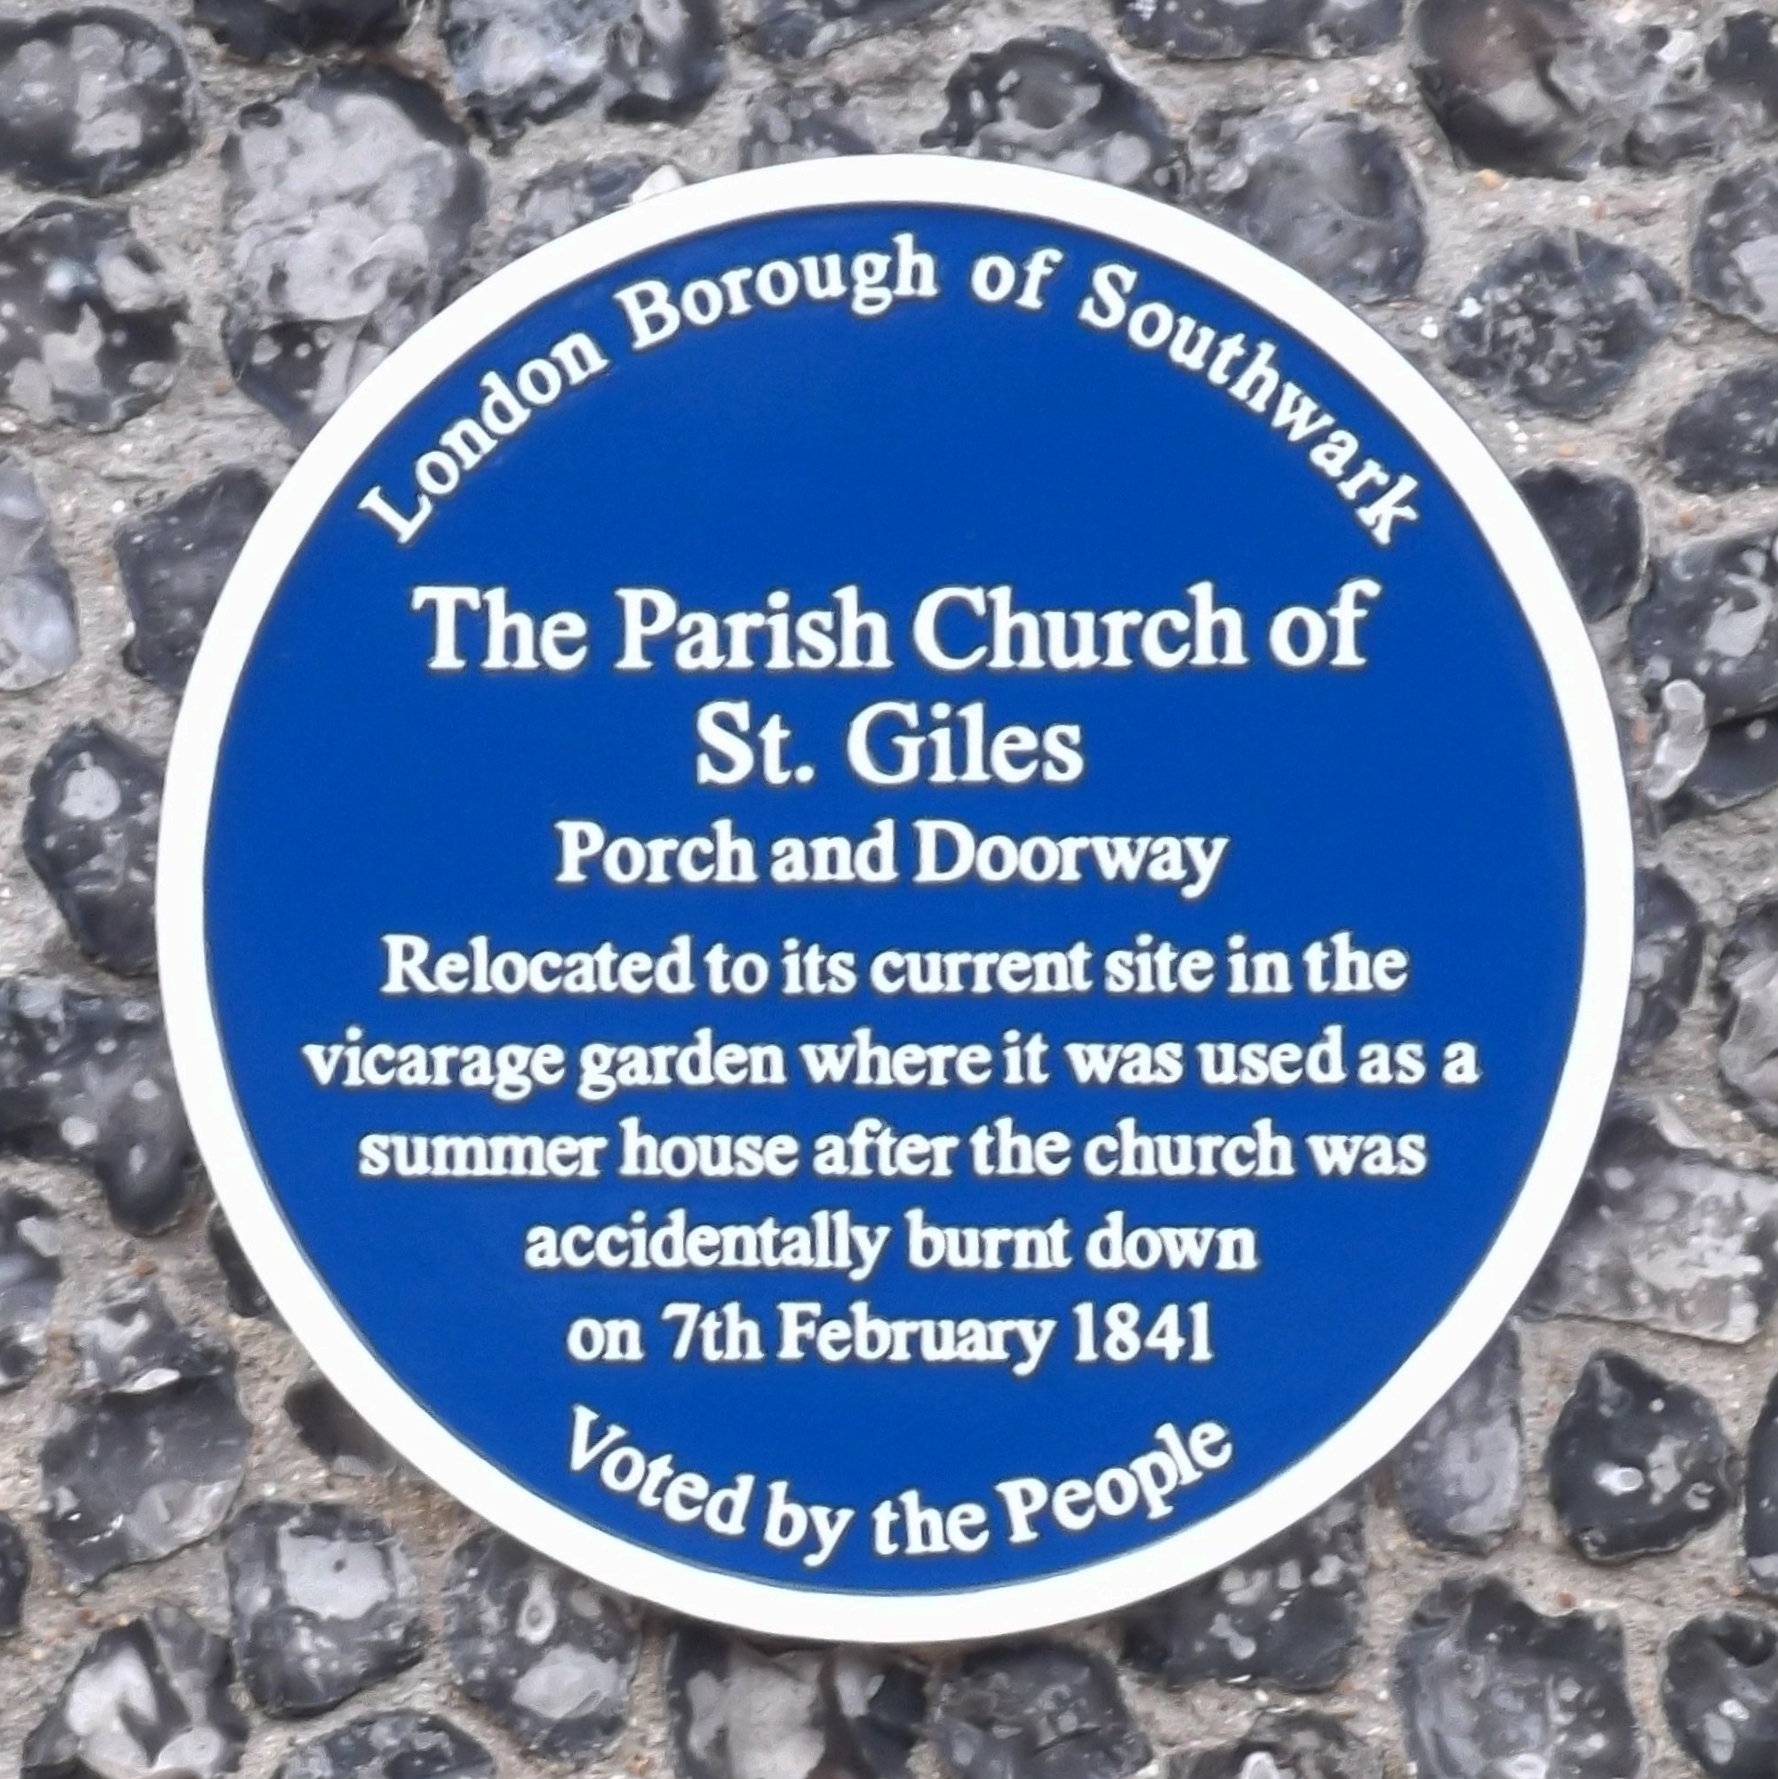 London Borough of Southwark
The Parish Church of
St. Giles
Porch and Doorway
Relocated to its current site in the
vicarage garden where it was used as a
summer house after the church was
accidentally burnt down
on 7th February 1841
Voted by the People